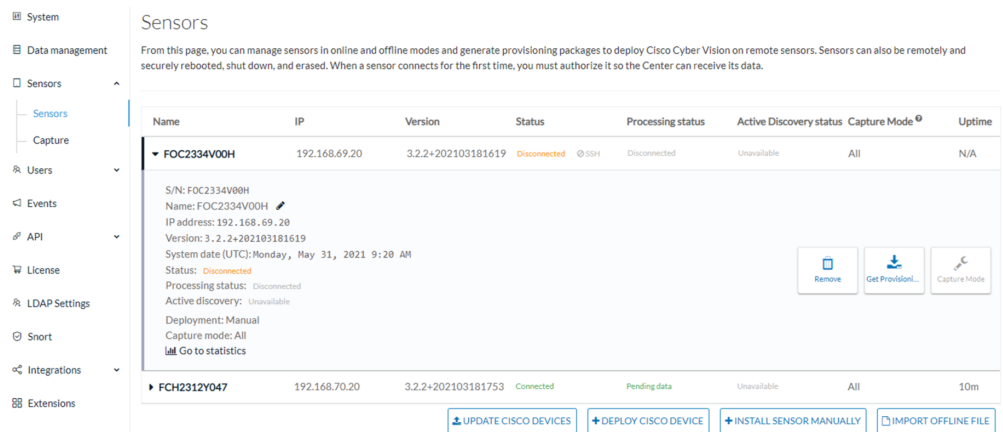 System
Data management
Sensors
Sensors
Capture
Users
Events
API
License
LDAP Settings
Snort
Integrations
Extensions
Sensors
From this page, you can manage sensors in online and offline modes and generate provisioning packages to deploy Cisco Cyber Vision on remote sensors. Sensors can also be remotely and
securely rebooted, shut down, and erased. When a sensor connects for the first time, you must authorize it so the Center can receive its data.
Name IP Version Status Processing status Active Discovery status Capture Mode Uptime
FOC2334V00H 192.168.69.20 3.2.2+202103181619 Disconnected SSH Disconnected Unavailable All N/A
S/N: FOC2334V00H
Name: FOC2334V00H
IP address: 192.168.69.20
Version: 3.2.2+202103181619
System date (UTC): Monday, May 31, 2021 9:20 AM
Status: Disconnected
Processing status: Disconnected
Active discovery: Unavailable
Deployment: Manual
Capture mode: All
Go to statistics
Remove Get Provisioni... Capture Mode
FCH2312Y047 192.168.70.20 3.2.2+202103181753 Connected Pending data Unavailable All 10m
UPDATE CISCO DEVICES +DEPLOY CISCO DEVICE +INSTALL SENSOR MANUALLY IMPORT OFFLINE FILE